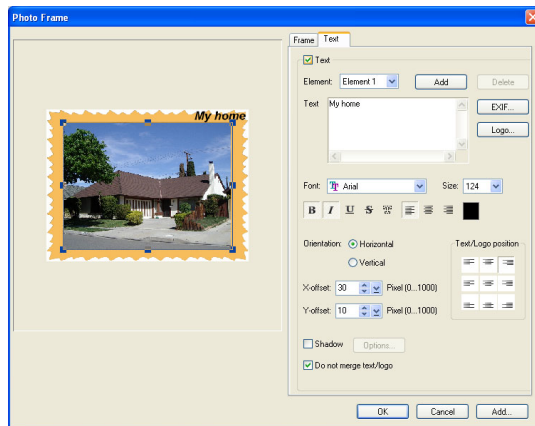 Photo Frame
Frame Text
Text
Element: Element 1 Add Delete
Text My home
EXIF...
Logo...
My home
Font: Arial Size: 124
B I U S
Orientation: Horizontal Text/Logo position
Vertical
X-offset: 30 Pixel (0...1000)
Y-offset: 10 Pixel (0...1000)
Shadow Options...
Do not merge text/logo
OK Cancel Add...